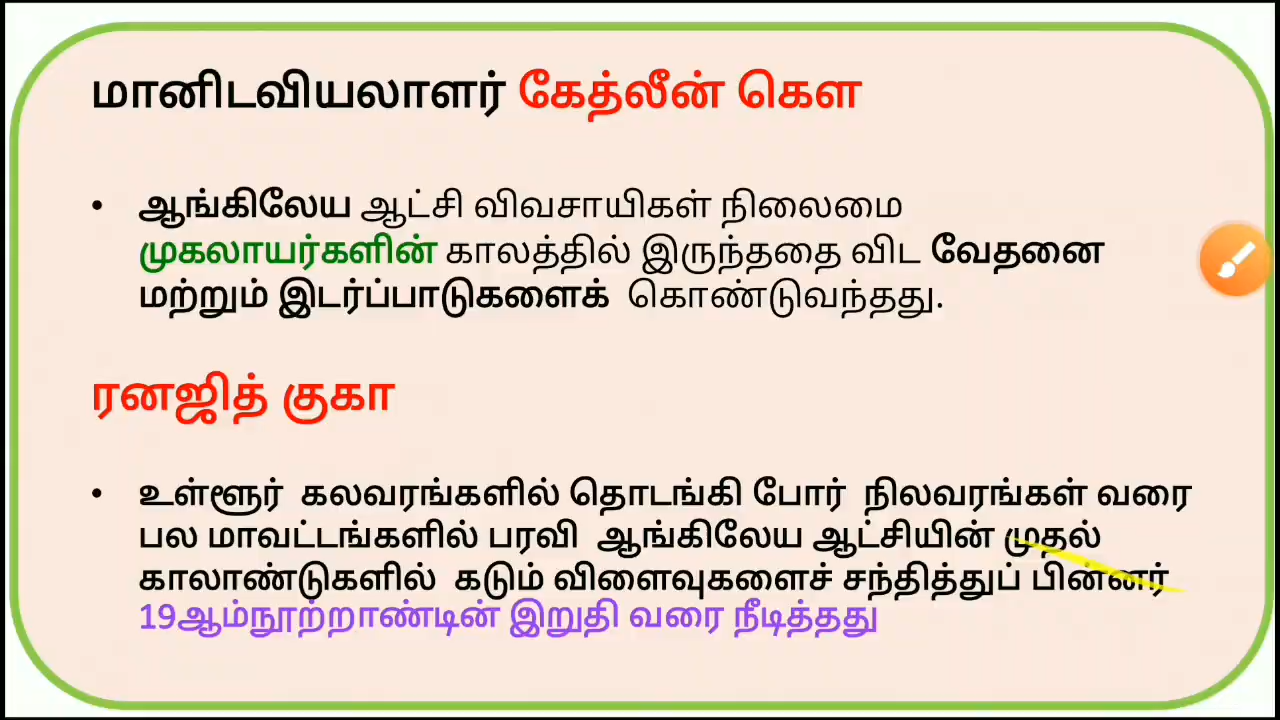 மானிடவியலாளர் கேத்லீன் கௌ
• ஆங்கிலேய ஆட்சி விவசாயிகள் நிலைமை
முகலாயர்களின் காலத்தில் இருந்ததை விட வேதனை
மற்றும் இடர்ப்பாடுகளைக் கொண்டுவந்தது.
ரனஜித் குகா
• உள்ளூர் கலவரங்களில் தொடங்கி போர் நிலவரங்கள் வரை
பல மாவட்டங்களில் பரவி ஆங்கிலேய ஆட்சியின் முதல்
காலாண்டுகளில் கடும் விளைவுகளைச் சந்தித்துப் பின்னர்
19ஆம்நூற்றாண்டின் இறுதி வரை நீடித்தது